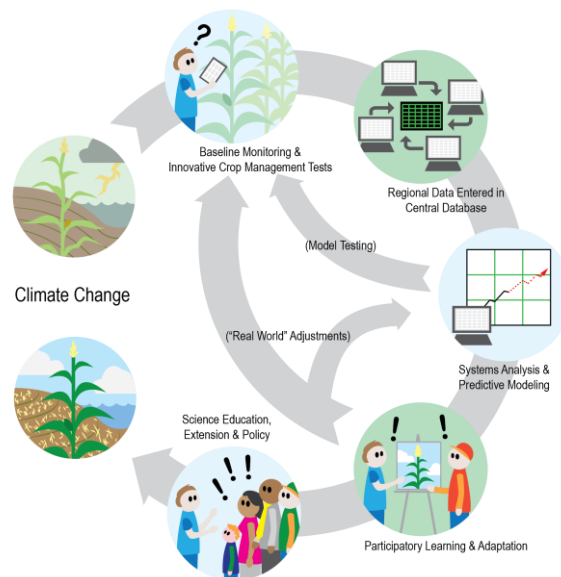 Baseline Monitoring &
Innovative Crop Management Tests
Regional Data Entered in
Central Database
(Model Testing)
Climate Change
("Real World" Adjustments)
Systems Analysis &
Predictive Modeling
Science Education,
Extension & Policy
Participatory Learning & Adaptation